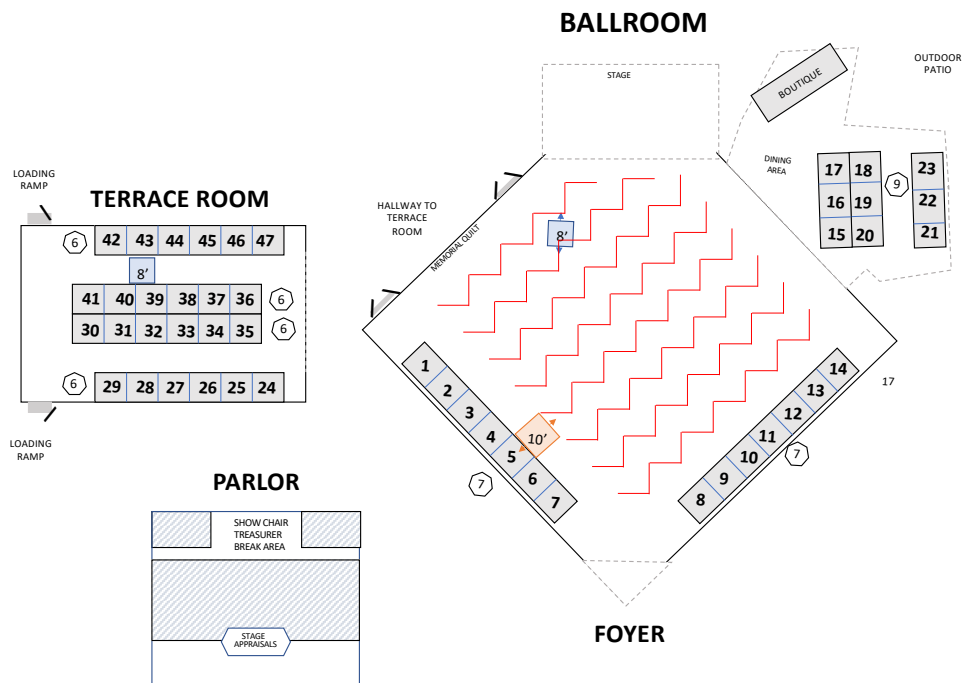 BALLROOM
STAGE
BOUTIQUE
OUTDOOR
PATIO
DINING
AREA
17 18
16 19
15 20
9
23
22
21
LOADING
RAMP
TERRACE ROOM
HALLWAY TO
TERRACE
ROOM
MEMORIAL QUILT
8'
6
42 43 44 45 46 47
8'
41 40 39 38 37 36
6
30 31 32 33 34 35
6
6
29 28 27 26 25 24
LOADING
RAMP
1
2
3
4
5
6
7
10'
7
14
13
12
11
10
9
8
7
17
PARLOR
SHOW CHAIR
TREASURER
BREAK AREA
STAGE
APPRAISALS
FOYER